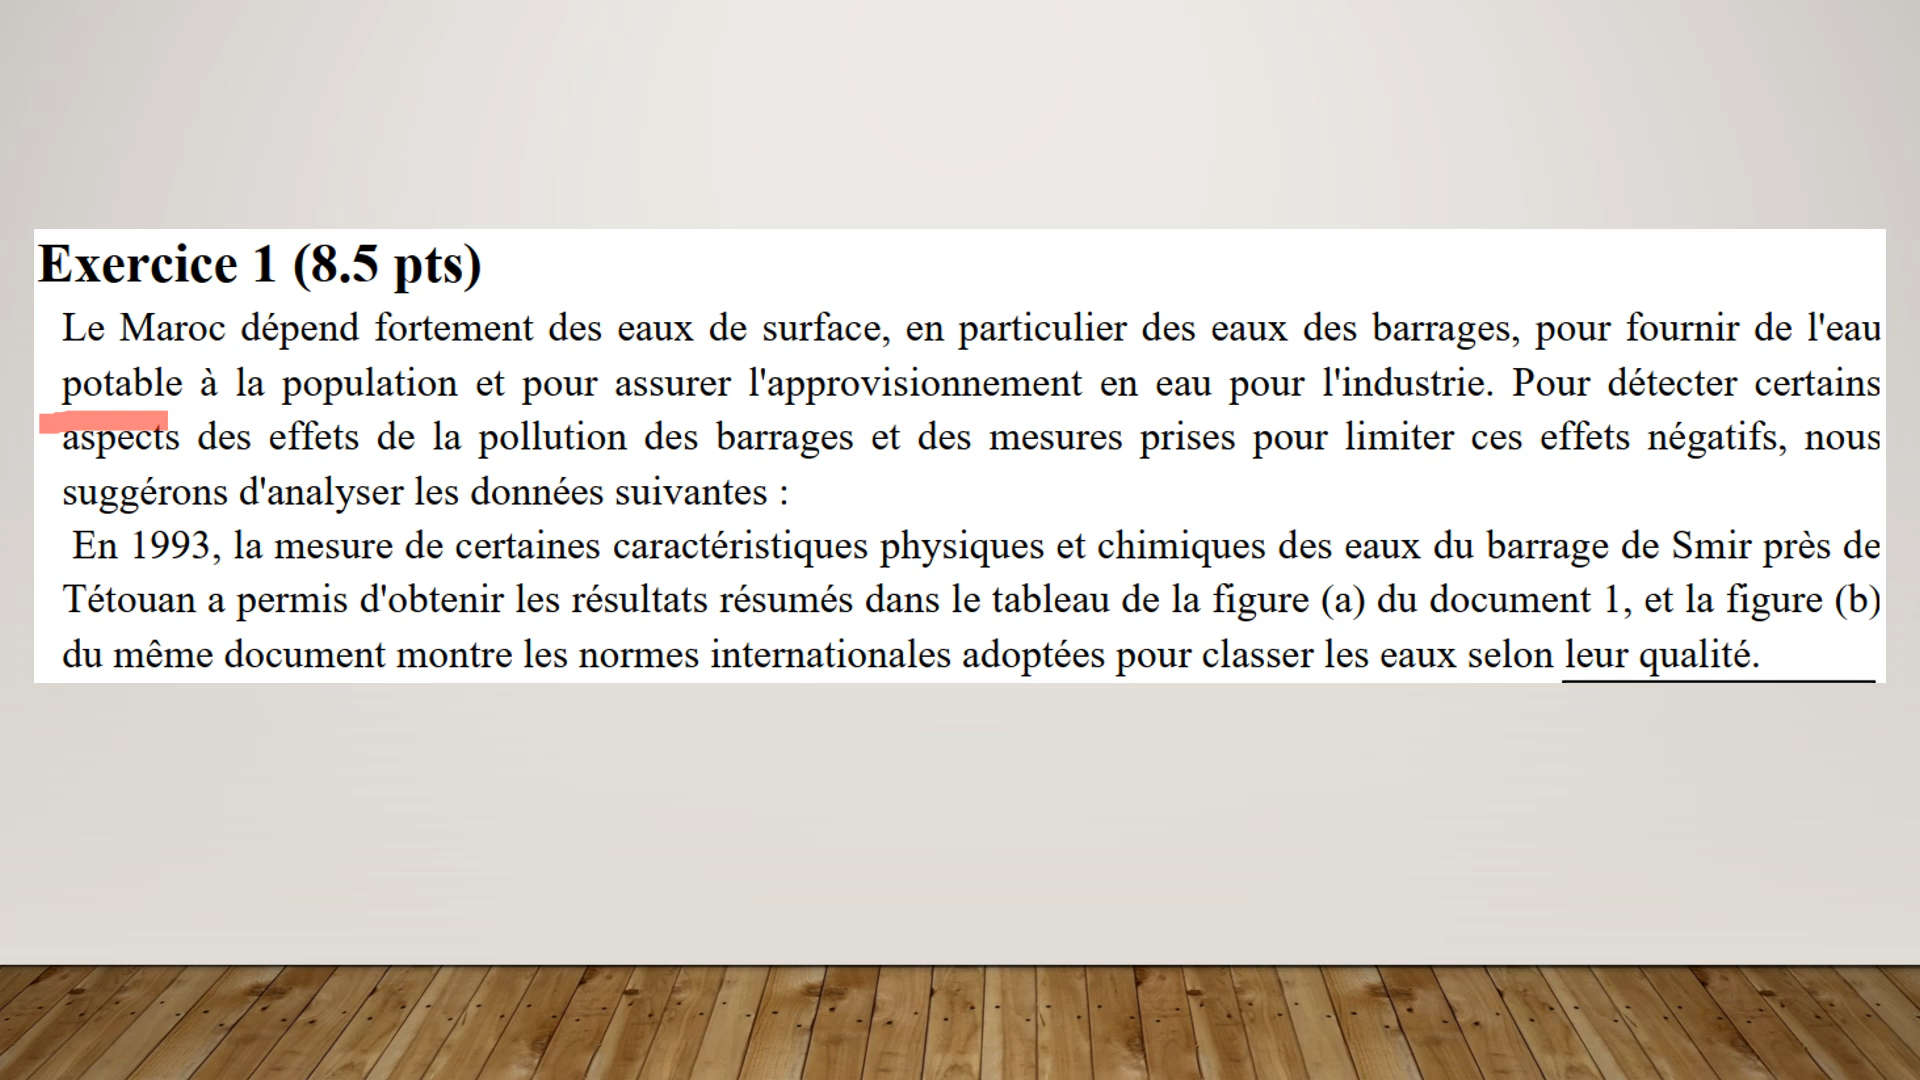 Exercice 1 (8.5 pts)
Le Maroc dépend fortement des eaux de surface, en particulier des eaux des barrages, pour fournir de l'eau
potable à la population et pour assurer l'approvisionnement en eau pour l'industrie. Pour détecter certains
aspects des effets de la pollution des barrages et des mesures prises pour limiter ces effets négatifs, nous
suggérons d'analyser les données suivantes :
En 1993, la mesure de certaines caractéristiques physiques et chimiques des eaux du barrage de Smir près de
Tétouan a permis d'obtenir les résultats résumés dans le tableau de la figure (a) du document 1, et la figure (b)
du même document montre les normes internationales adoptées pour classer les eaux selon leur qualité.